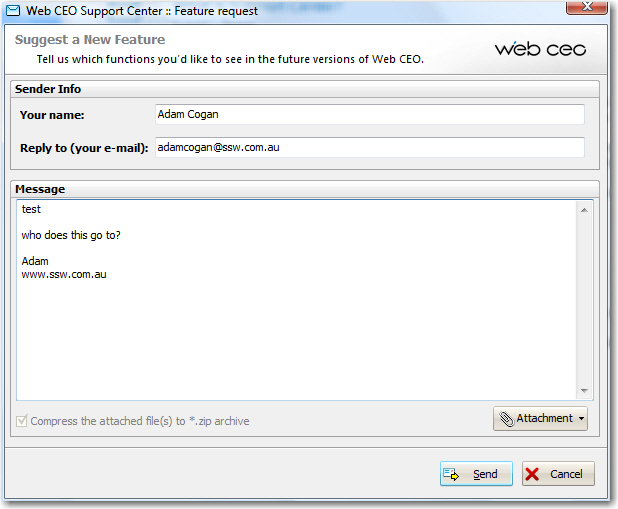 Web CEO Support Center :: Feature request
Suggest a New Feature
Tell us which functions you'd like to see in the future versions of Web CEO.
web ceo
Sender Info
Your name: Adam Cogan
Reply to (your e-mail): adamcogan@ssw.com.au
Message
test
who does this go to?
Adam
www.ssw.com.au
Compress the attached file(s) to *.zip archive
Attachment
Send
Cancel